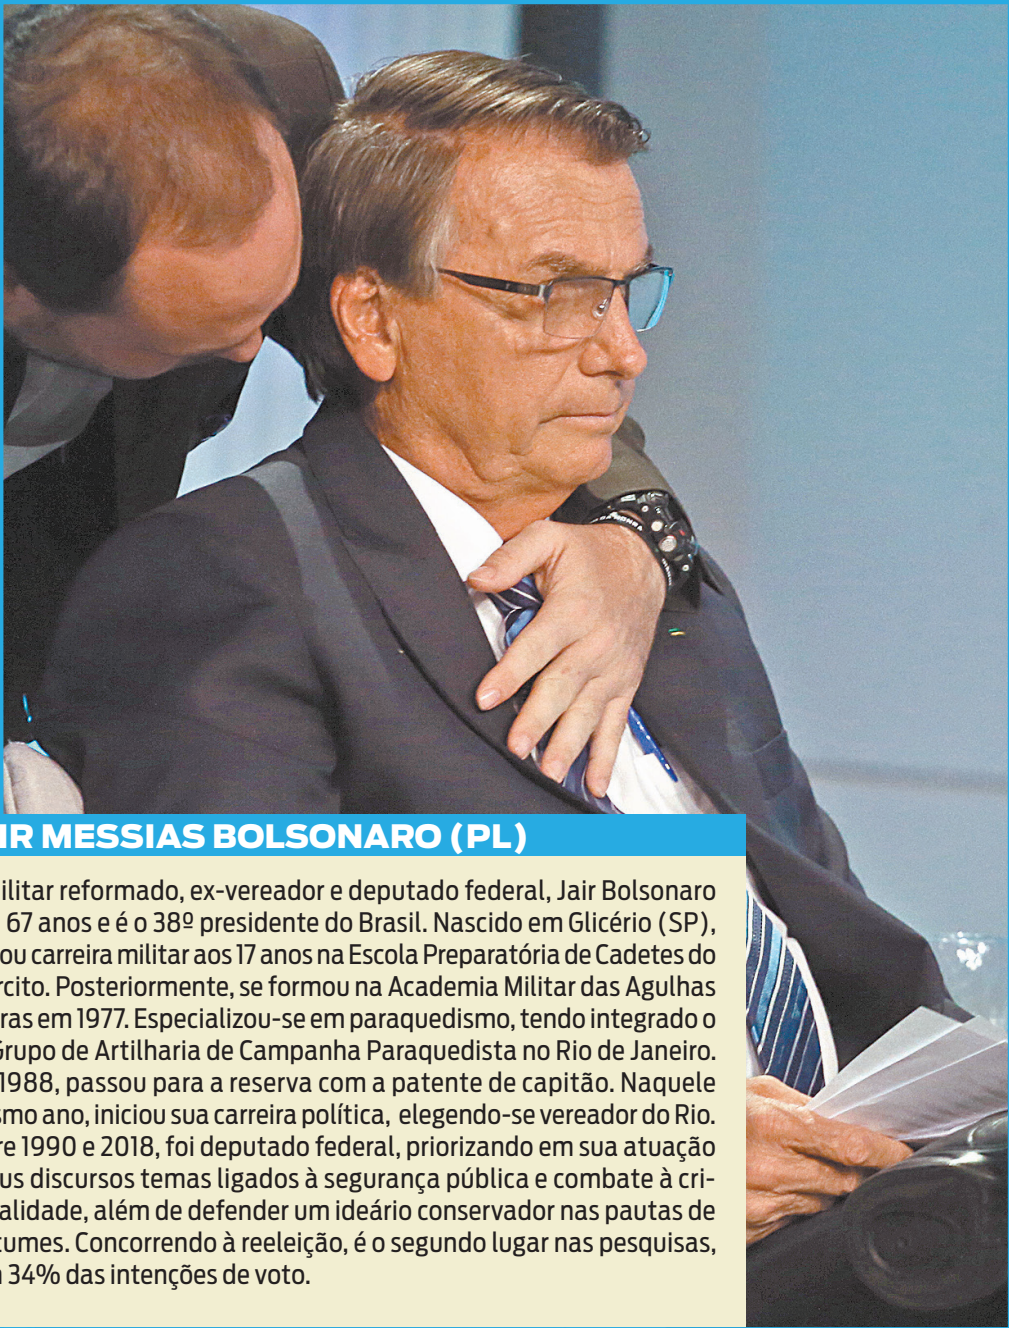 IR MESSIAS BOLSONARO (PL)
ilitar reformado, ex-vereador e deputado federal, Jair Bolsonaro
67 anos e é o 38º presidente do Brasil. Nascido em Glicério (SP),
ou carreira militar aos 17 anos na Escola Preparatória de Cadetes do
rcito. Posteriormente, se formou na Academia Militar das Agulhas
ras em 1977. Especializou-se em paraquedismo, tendo integrado o
Grupo de Artilharia de Campanha Paraquedista no Rio de Janeiro.
1988, passou para a reserva com a patente de capitão. Naquele
smo ano, iniciou sua carreira política, elegendo-se vereador do Rio.
re 1990 e 2018, foi deputado federal, priorizando em sua atuação
us discursos temas ligados à segurança pública e combate à cri-
alidade, além de defender um ideário conservador nas pautas de
tumes. Concorrendo à reeleição, é o segundo lugar nas pesquisas,
34% das intenções de voto.